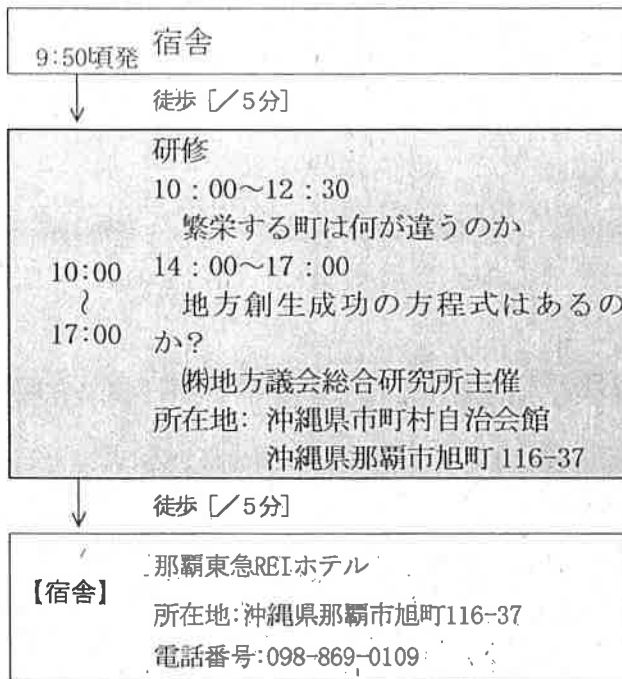 宿舎
9:50頃発
徒歩［／5分］
研修
10：00～12：30
繁栄する町は何が違うのか
10:00
～
17:00
14：00～17：00
地方創生成功の方程式はあるの
か?
㈱地方議会総合研究所主催
所在地： 沖縄県市町村自治会館
沖縄県那覇市旭町 116-37
徒歩［／5分］
【宿舎】
那覇東急REIホテル
所在地:沖縄県那覇市旭町116-37
電話番号:098-869-0109